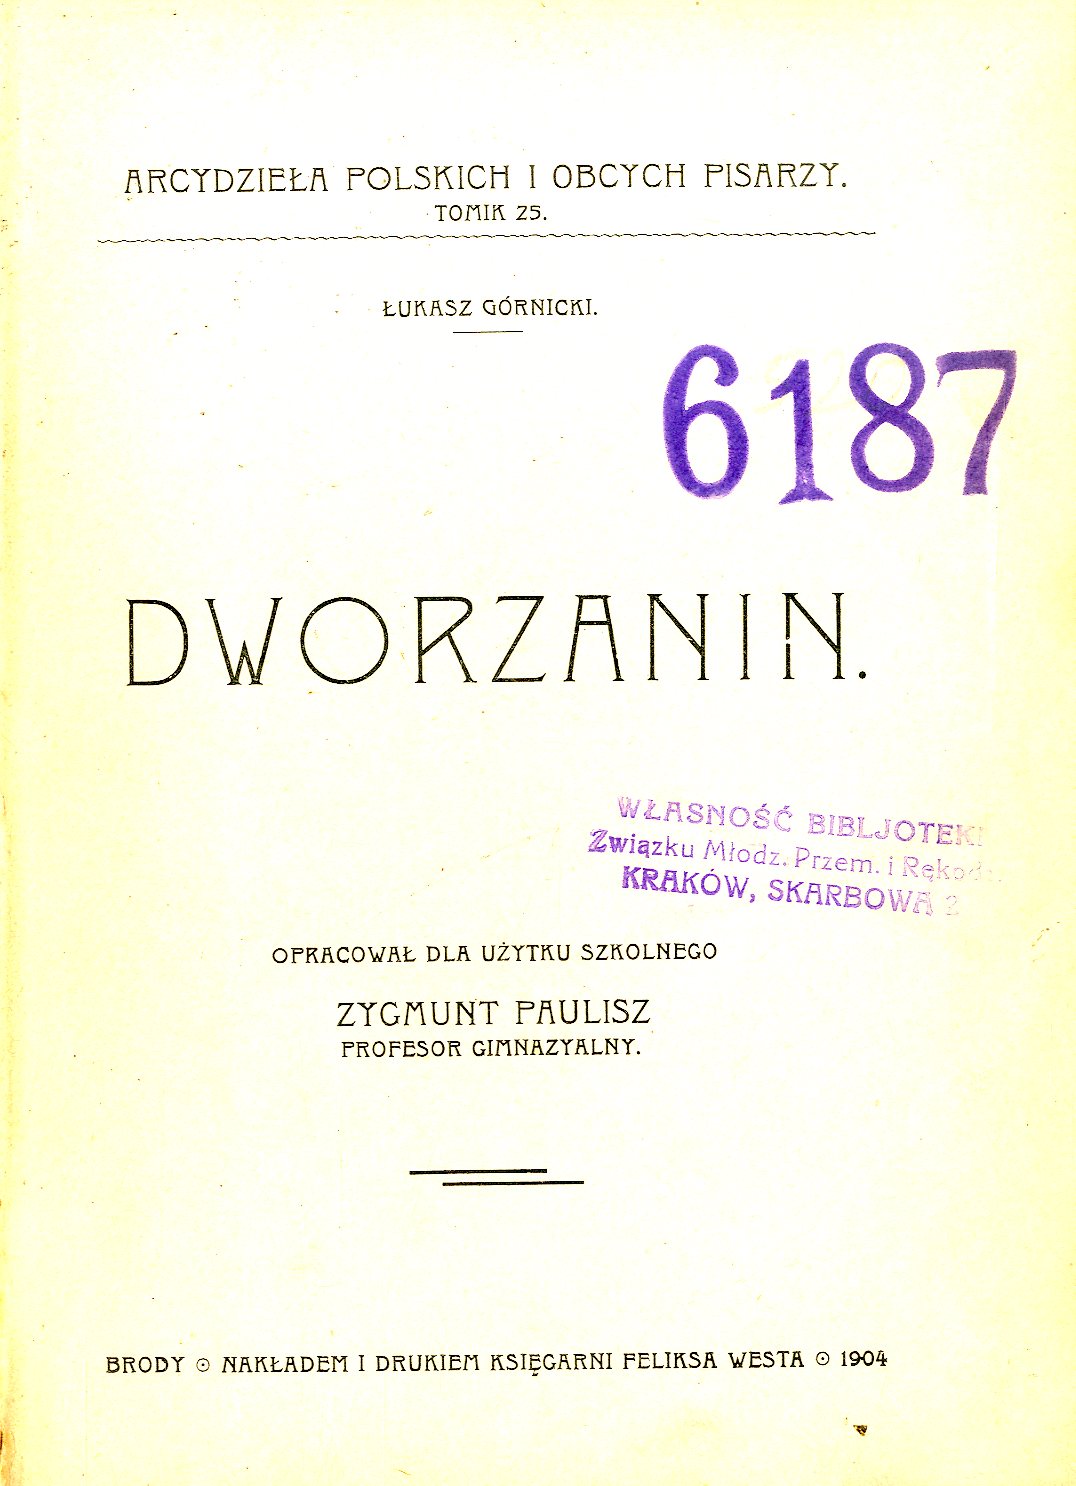 ARCYDZIEŁA POLSKICH I OBCYCH PISARZY.
TOMIK 25.
ŁUKASZ GÓRNICKI.
6187
DWORZANIN.
WŁASNOŚĆ BIBLJOTEKI
Związku Młodz. Przem. i Rękodz.
KRAKÓW, SKARBOWA 2
OPRACOWAŁ DLA UŻYTKU SZKOLNEGO
ZYGMUNT PAULISZ
PROFESOR GIMNAZYALNY.
BRODY ⊙ NAKŁADEM I DRUKIEM KSIĘGARNI FELIKSA WESTA ⊙ 1904